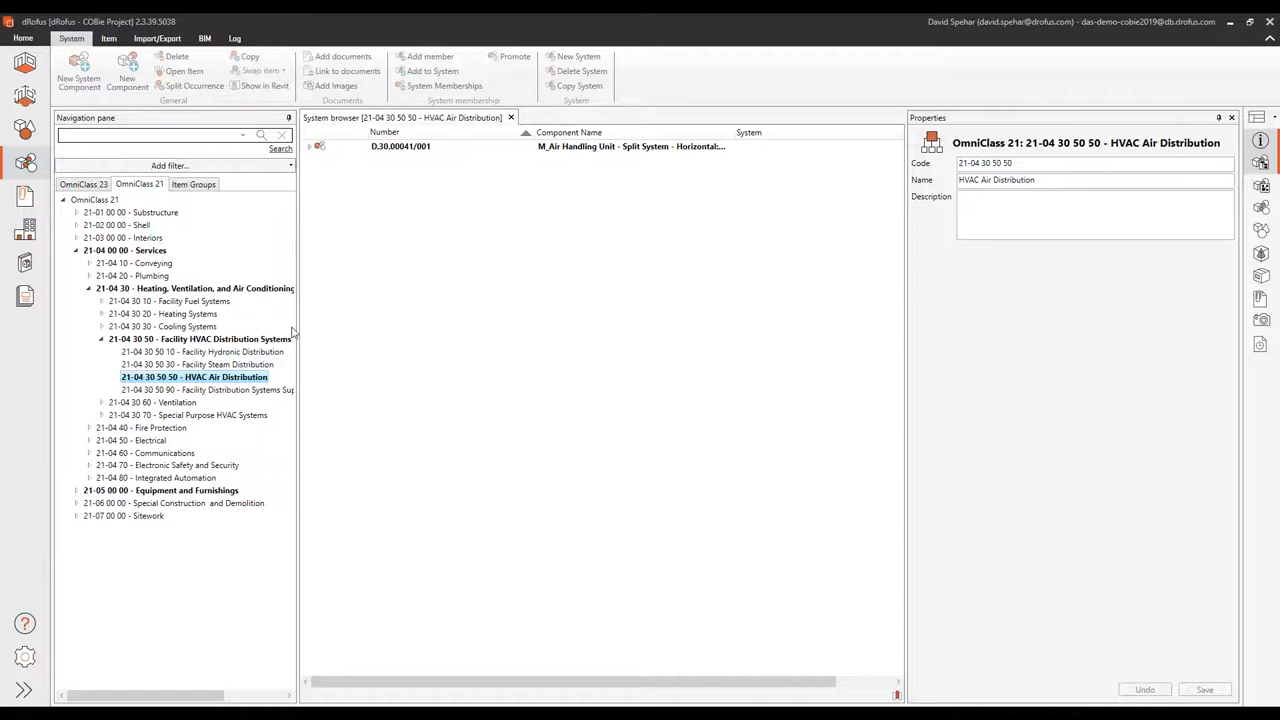 dRofus [dRofus - COBie Project] 2.3.39.5038
David Spehar (david.spehar@drofus.com) - das-demo-cobie2019@db.drofus.com
Home
System
Item
Import/Export
BIM
Log
New System Component
New Component
Delete
Open Item
Split Occurrence
Copy
Swap item
Show in Revit
General
Add documents
Link to documents
Add Images
Documents
Add member
Add to System
System Memberships
Promote
System membership
New System
Delete System
Copy System
System
Navigation pane
Search
Add filter...
OmniClass 23
OmniClass 21
Item Groups
OmniClass 21
21-01 00 00 - Substructure
21-02 00 00 - Shell
21-03 00 00 - Interiors
21-04 00 00 - Services
21-04 10 - Conveying
21-04 20 - Plumbing
21-04 30 - Heating, Ventilation, and Air Conditioning
21-04 30 10 - Facility Fuel Systems
21-04 30 20 - Heating Systems
21-04 30 30 - Cooling Systems
21-04 30 50 - Facility HVAC Distribution Systems
21-04 30 50 10 - Facility Hydronic Distribution
21-04 30 50 30 - Facility Steam Distribution
21-04 30 50 50 - HVAC Air Distribution
21-04 30 50 90 - Facility Distribution Systems Sup
21-04 30 60 - Ventilation
21-04 30 70 - Special Purpose HVAC Systems
21-04 40 - Fire Protection
21-04 50 - Electrical
21-04 60 - Communications
21-04 70 - Electronic Safety and Security
21-04 80 - Integrated Automation
21-05 00 00 - Equipment and Furnishings
21-06 00 00 - Special Construction and Demolition
21-07 00 00 - Sitework
System browser [21-04 30 50 50 - HVAC Air Distribution]
Number
Component Name
System
D.30.00041/001
M_Air Handling Unit - Split System - Horizontal:...
Properties
OmniClass 21: 21-04 30 50 50 - HVAC Air Distribution
Code
21-04 30 50 50
Name
HVAC Air Distribution
Description
Undo
Save